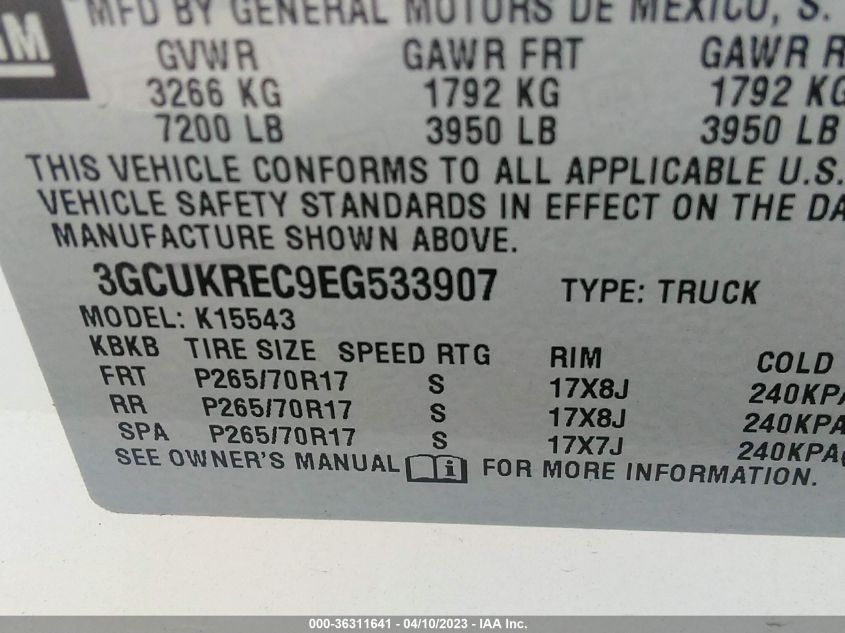 MFD BY GENERAL MOTORS DE MEXICO, S.
GM
GVWR GAWR FRT GAWR R
3266 KG 1792 KG 1792 KG
7200 LB 3950 LB 3950 LB
THIS VEHICLE CONFORMS TO ALL APPLICABLE U.S.
VEHICLE SAFETY STANDARDS IN EFFECT ON THE DA
MANUFACTURE SHOWN ABOVE.
3GCUKREC9EG533907 TYPE: TRUCK
MODEL: K15543
KBKB TIRE SIZE SPEED RTG RIM COLD
FRT P265/70R17 S 17X8J 240KPA
RR P265/70R17 S 17X8J 240KPA
SPA P265/70R17 S 17X7J 240KPA
SEE OWNER'S MANUAL i FOR MORE INFORMATION.
000-36311641 - 04/10/2023 - IAA Inc.